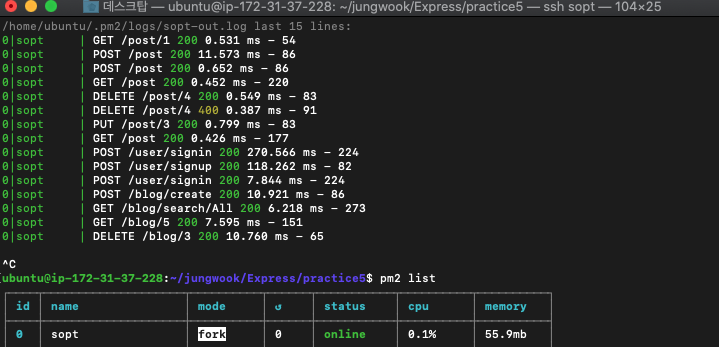 데스크탑 — ubuntu@ip-172-31-37-228: ~/jungwook/Express/practice5 — ssh sopt — 104×25
/home/ubuntu/.pm2/logs/sopt-out.log last 15 lines:
0|sopt | GET /post/1 200 0.531 ms - 54
0|sopt | POST /post 200 11.573 ms - 86
0|sopt | POST /post 200 0.652 ms - 86
0|sopt | GET /post 200 0.452 ms - 220
0|sopt | DELETE /post/4 200 0.549 ms - 83
0|sopt | DELETE /post/4 400 0.387 ms - 91
0|sopt | PUT /post/3 200 0.799 ms - 83
0|sopt | GET /post 200 0.426 ms - 177
0|sopt | POST /user/signin 200 270.566 ms - 224
0|sopt | POST /user/signup 200 118.262 ms - 82
0|sopt | POST /user/signin 200 7.844 ms - 224
0|sopt | POST /blog/create 200 10.921 ms - 86
0|sopt | GET /blog/search/All 200 6.218 ms - 273
0|sopt | GET /blog/5 200 7.595 ms - 151
0|sopt | DELETE /blog/3 200 10.760 ms - 65
^C
[ubuntu@ip-172-31-37-228:~/jungwook/Express/practice5$ pm2 list
id │ name │ mode │ ↺ │ status │ cpu │ memory
0 │ sopt │ fork │ 0 │ online │ 0.1% │ 55.9mb